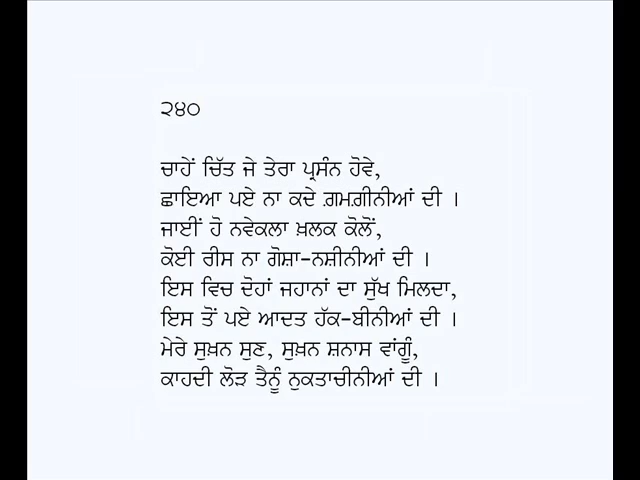 ੨੪੦
ਚਾਹੇਂ ਚਿੱਤ ਜੇ ਤੇਰਾ ਪ੍ਰਸੰਨ ਹੋਵੇ,
ਛਾਇਆ ਪਏ ਨਾ ਕਦੇ ਗ਼ਮਗ਼ੀਨੀਆਂ ਦੀ ।
ਜਾਈਂ ਹੋ ਨਵੇਕਲਾ ਖ਼ਲਕ ਕੋਲੋਂ,
ਕੋਈ ਰੀਸ ਨਾ ਗੋਸ਼ਾ-ਨਸ਼ੀਨੀਆਂ ਦੀ ।
ਇਸ ਵਿਚ ਦੋਹਾਂ ਜਹਾਨਾਂ ਦਾ ਸੁੱਖ ਮਿਲਦਾ,
ਇਸ ਤੋਂ ਪਏ ਆਦਤ ਹੱਕ-ਬੀਨੀਆਂ ਦੀ ।
ਮੇਰੇ ਸੁਖ਼ਨ ਸੁਣ, ਸੁਖ਼ਨ ਸ਼ਨਾਸ ਵਾਂਗੂੰ,
ਕਾਹਦੀ ਲੋੜ ਤੈਨੂੰ ਨੁਕਤਾਚੀਨੀਆਂ ਦੀ ।